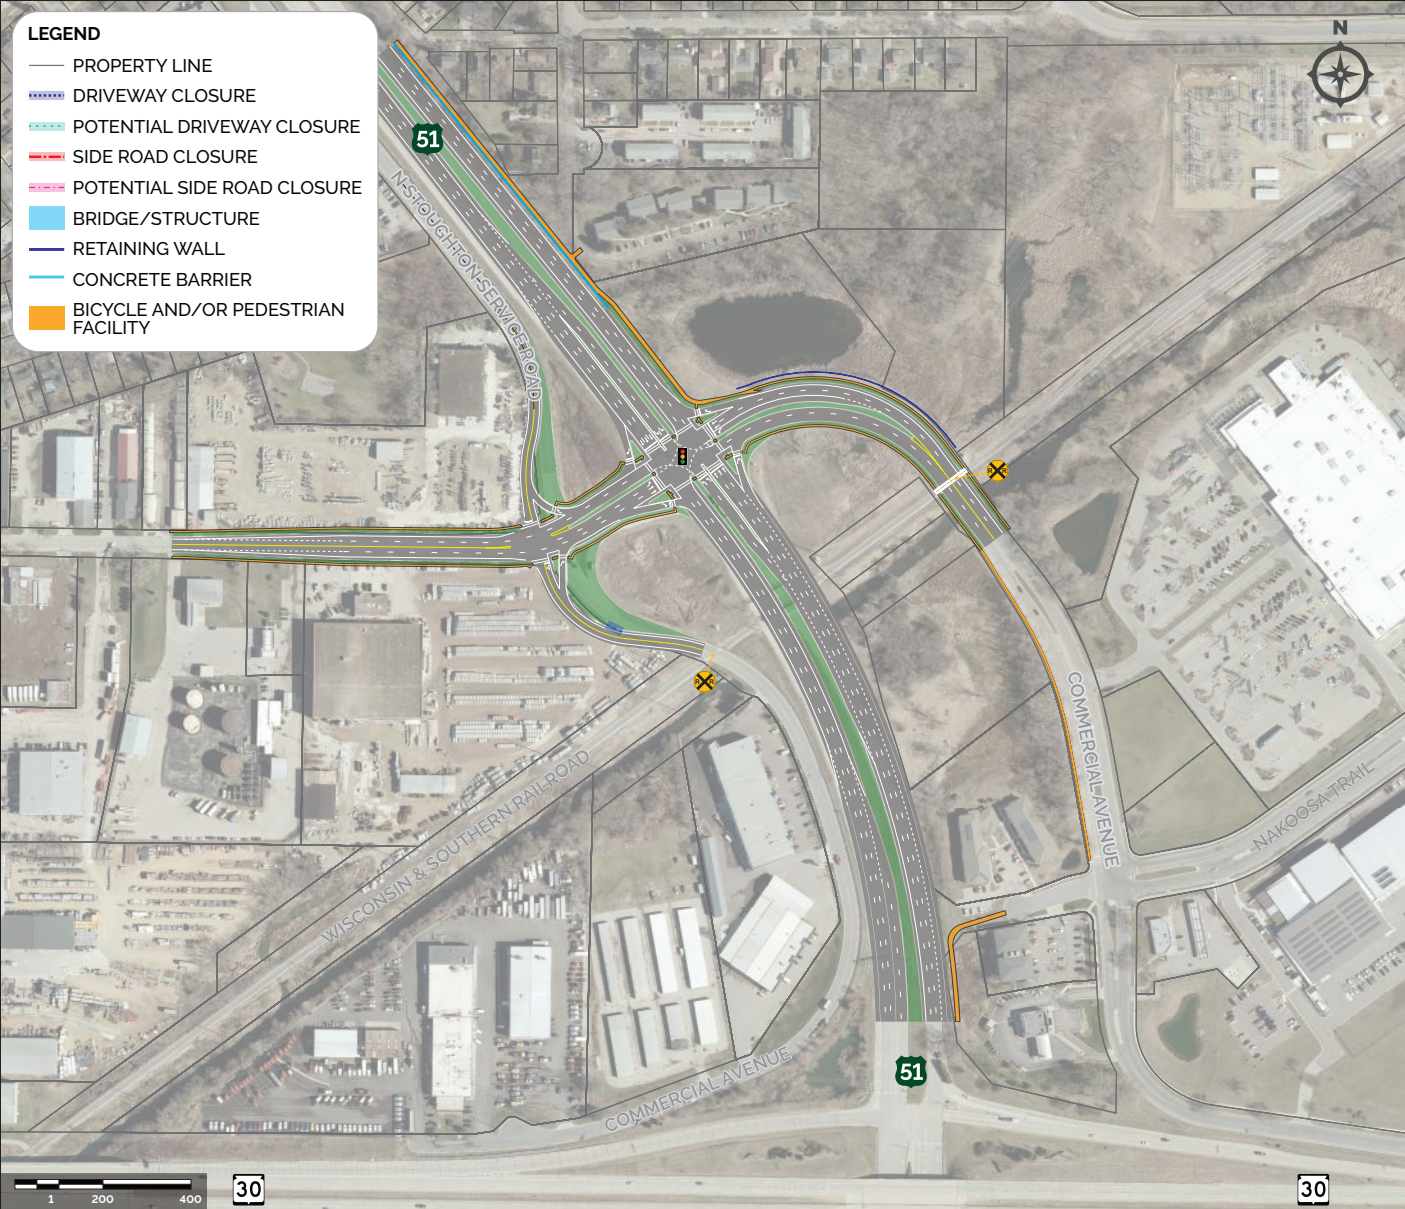 LEGEND
PROPERTY LINE
DRIVEWAY CLOSURE
POTENTIAL DRIVEWAY CLOSURE
SIDE ROAD CLOSURE
POTENTIAL SIDE ROAD CLOSURE
BRIDGE/STRUCTURE
RETAINING WALL
CONCRETE BARRIER
BICYCLE AND/OR PEDESTRIAN
FACILITY
N
51
N STOUGHTON SERVICE ROAD
R R
R R
COMMERCIAL AVENUE
NAKOOSA TRAIL
WISCONSIN & SOUTHERN RAILROAD
COMMERCIAL AVENUE
51
30
30
1 200 400